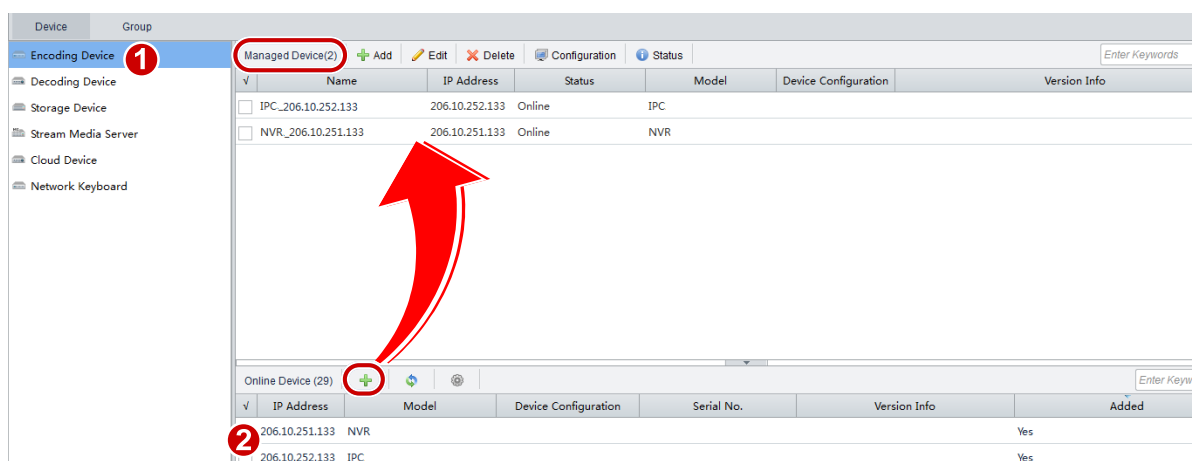 Device Group
Encoding Device 1 Managed Device(2) Add Edit Delete Configuration Status Enter Keywords
Decoding Device √ Name IP Address Status Model Device Configuration Version Info
Storage Device IPC_206.10.252.133 206.10.252.133 Online IPC
Stream Media Server NVR_206.10.251.133 206.10.251.133 Online NVR
Cloud Device
Network Keyboard
Online Device (29) Enter Keyw
√ IP Address Model Device Configuration Serial No. Version Info Added
2 206.10.251.133 NVR Yes
206.10.252.133 IPC Yes